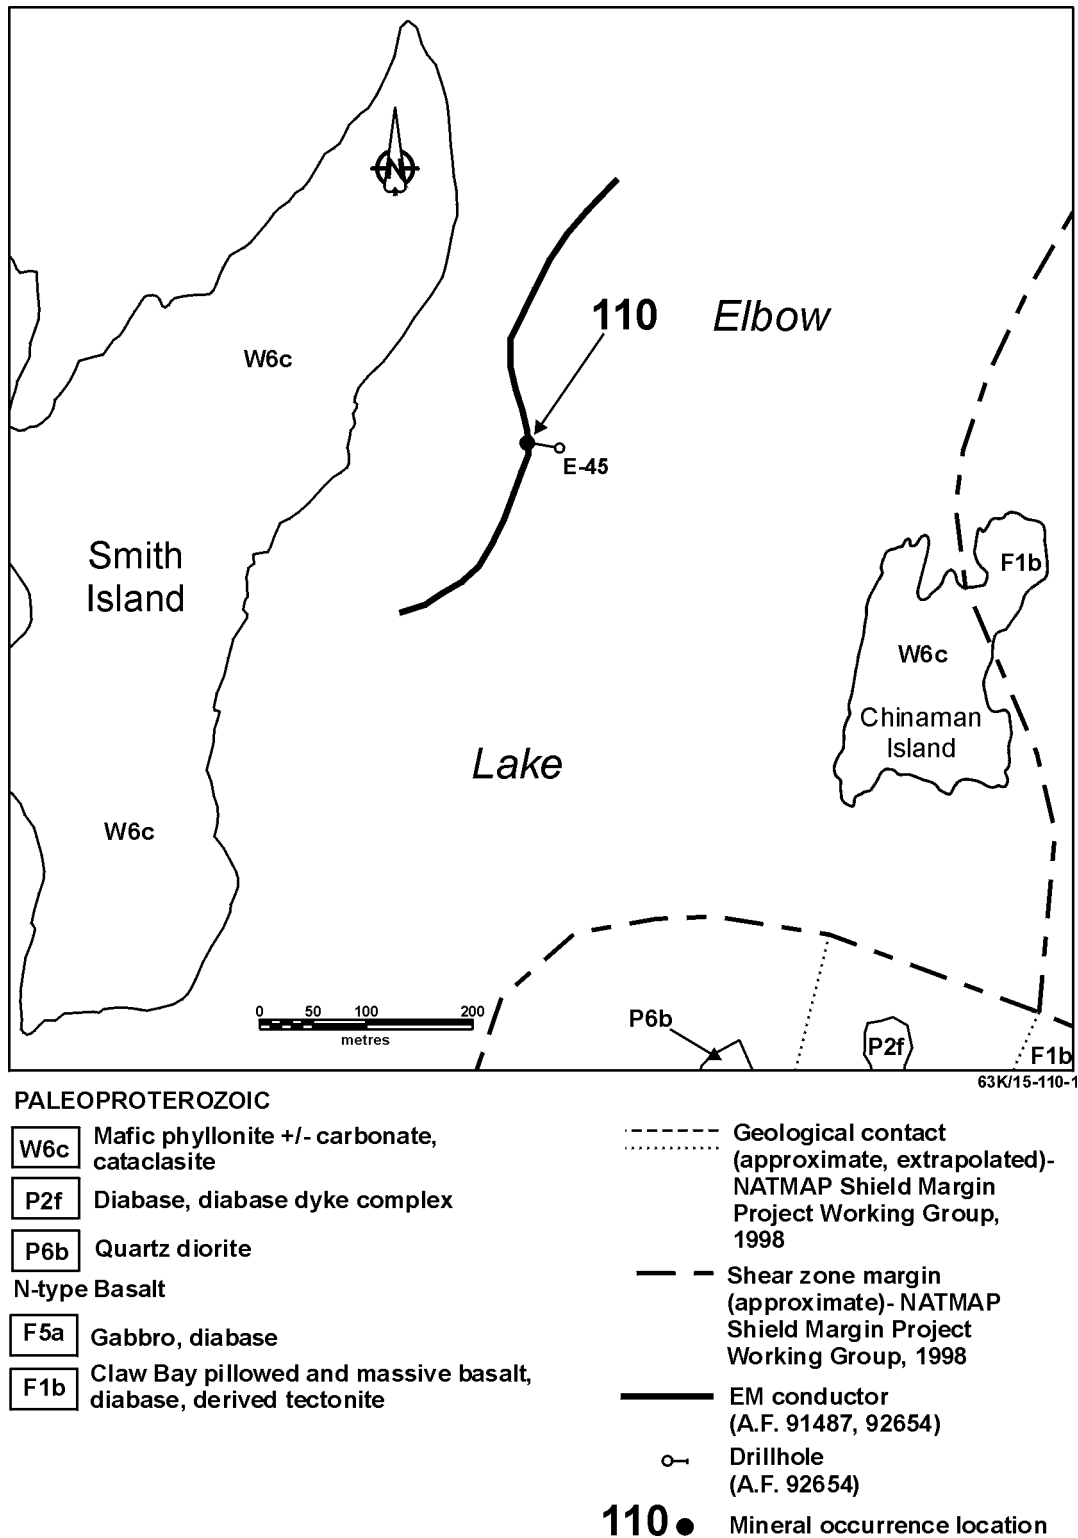 N
110
Elbow
W6c
E-45
Smith
Island
F1b
W6c
Chinaman
Island
Lake
W6c
0 50 100 200
metres
P6b
P2f
F1b
63K/15-110-1
PALEOPROTEROZOIC
W6c Mafic phyllonite +/- carbonate,
cataclasite
P2f Diabase, diabase dyke complex
P6b Quartz diorite
N-type Basalt
F5a Gabbro, diabase
F1b Claw Bay pillowed and massive basalt,
diabase, derived tectonite
Geological contact
(approximate, extrapolated)-
NATMAP Shield Margin
Project Working Group,
1998
Shear zone margin
(approximate)- NATMAP
Shield Margin Project
Working Group, 1998
EM conductor
(A.F. 91487, 92654)
Drillhole
(A.F. 92654)
110 Mineral occurrence location